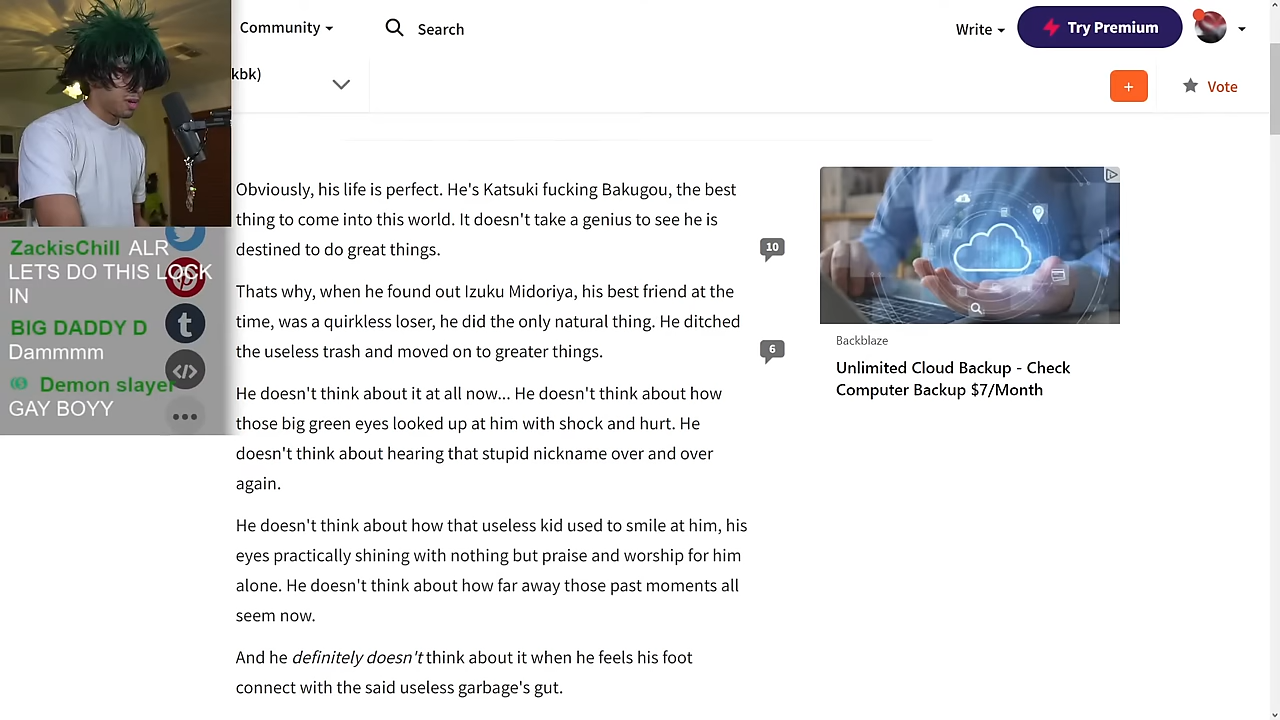 Community
Search
Write
Try Premium
kbk)
+
Vote
Obviously, his life is perfect. He's Katsuki fucking Bakugou, the best
thing to come into this world. It doesn't take a genius to see he is
destined to do great things.
10
Thats why, when he found out Izuku Midoriya, his best friend at the
time, was a quirkless loser, he did the only natural thing. He ditched
the useless trash and moved on to greater things.
6
He doesn't think about it at all now... He doesn't think about how
those big green eyes looked up at him with shock and hurt. He
doesn't think about hearing that stupid nickname over and over
again.
He doesn't think about how that useless kid used to smile at him, his
eyes practically shining with nothing but praise and worship for him
alone. He doesn't think about how far away those past moments all
seem now.
And he definitely doesn't think about it when he feels his foot
connect with the said useless garbage's gut.
ZackisChill ALR
LETS DO THIS LOCK
IN
BIG DADDY D
Dammmm
Demon slayer
GAY BOYY
Backblaze
Unlimited Cloud Backup - Check
Computer Backup $7/Month